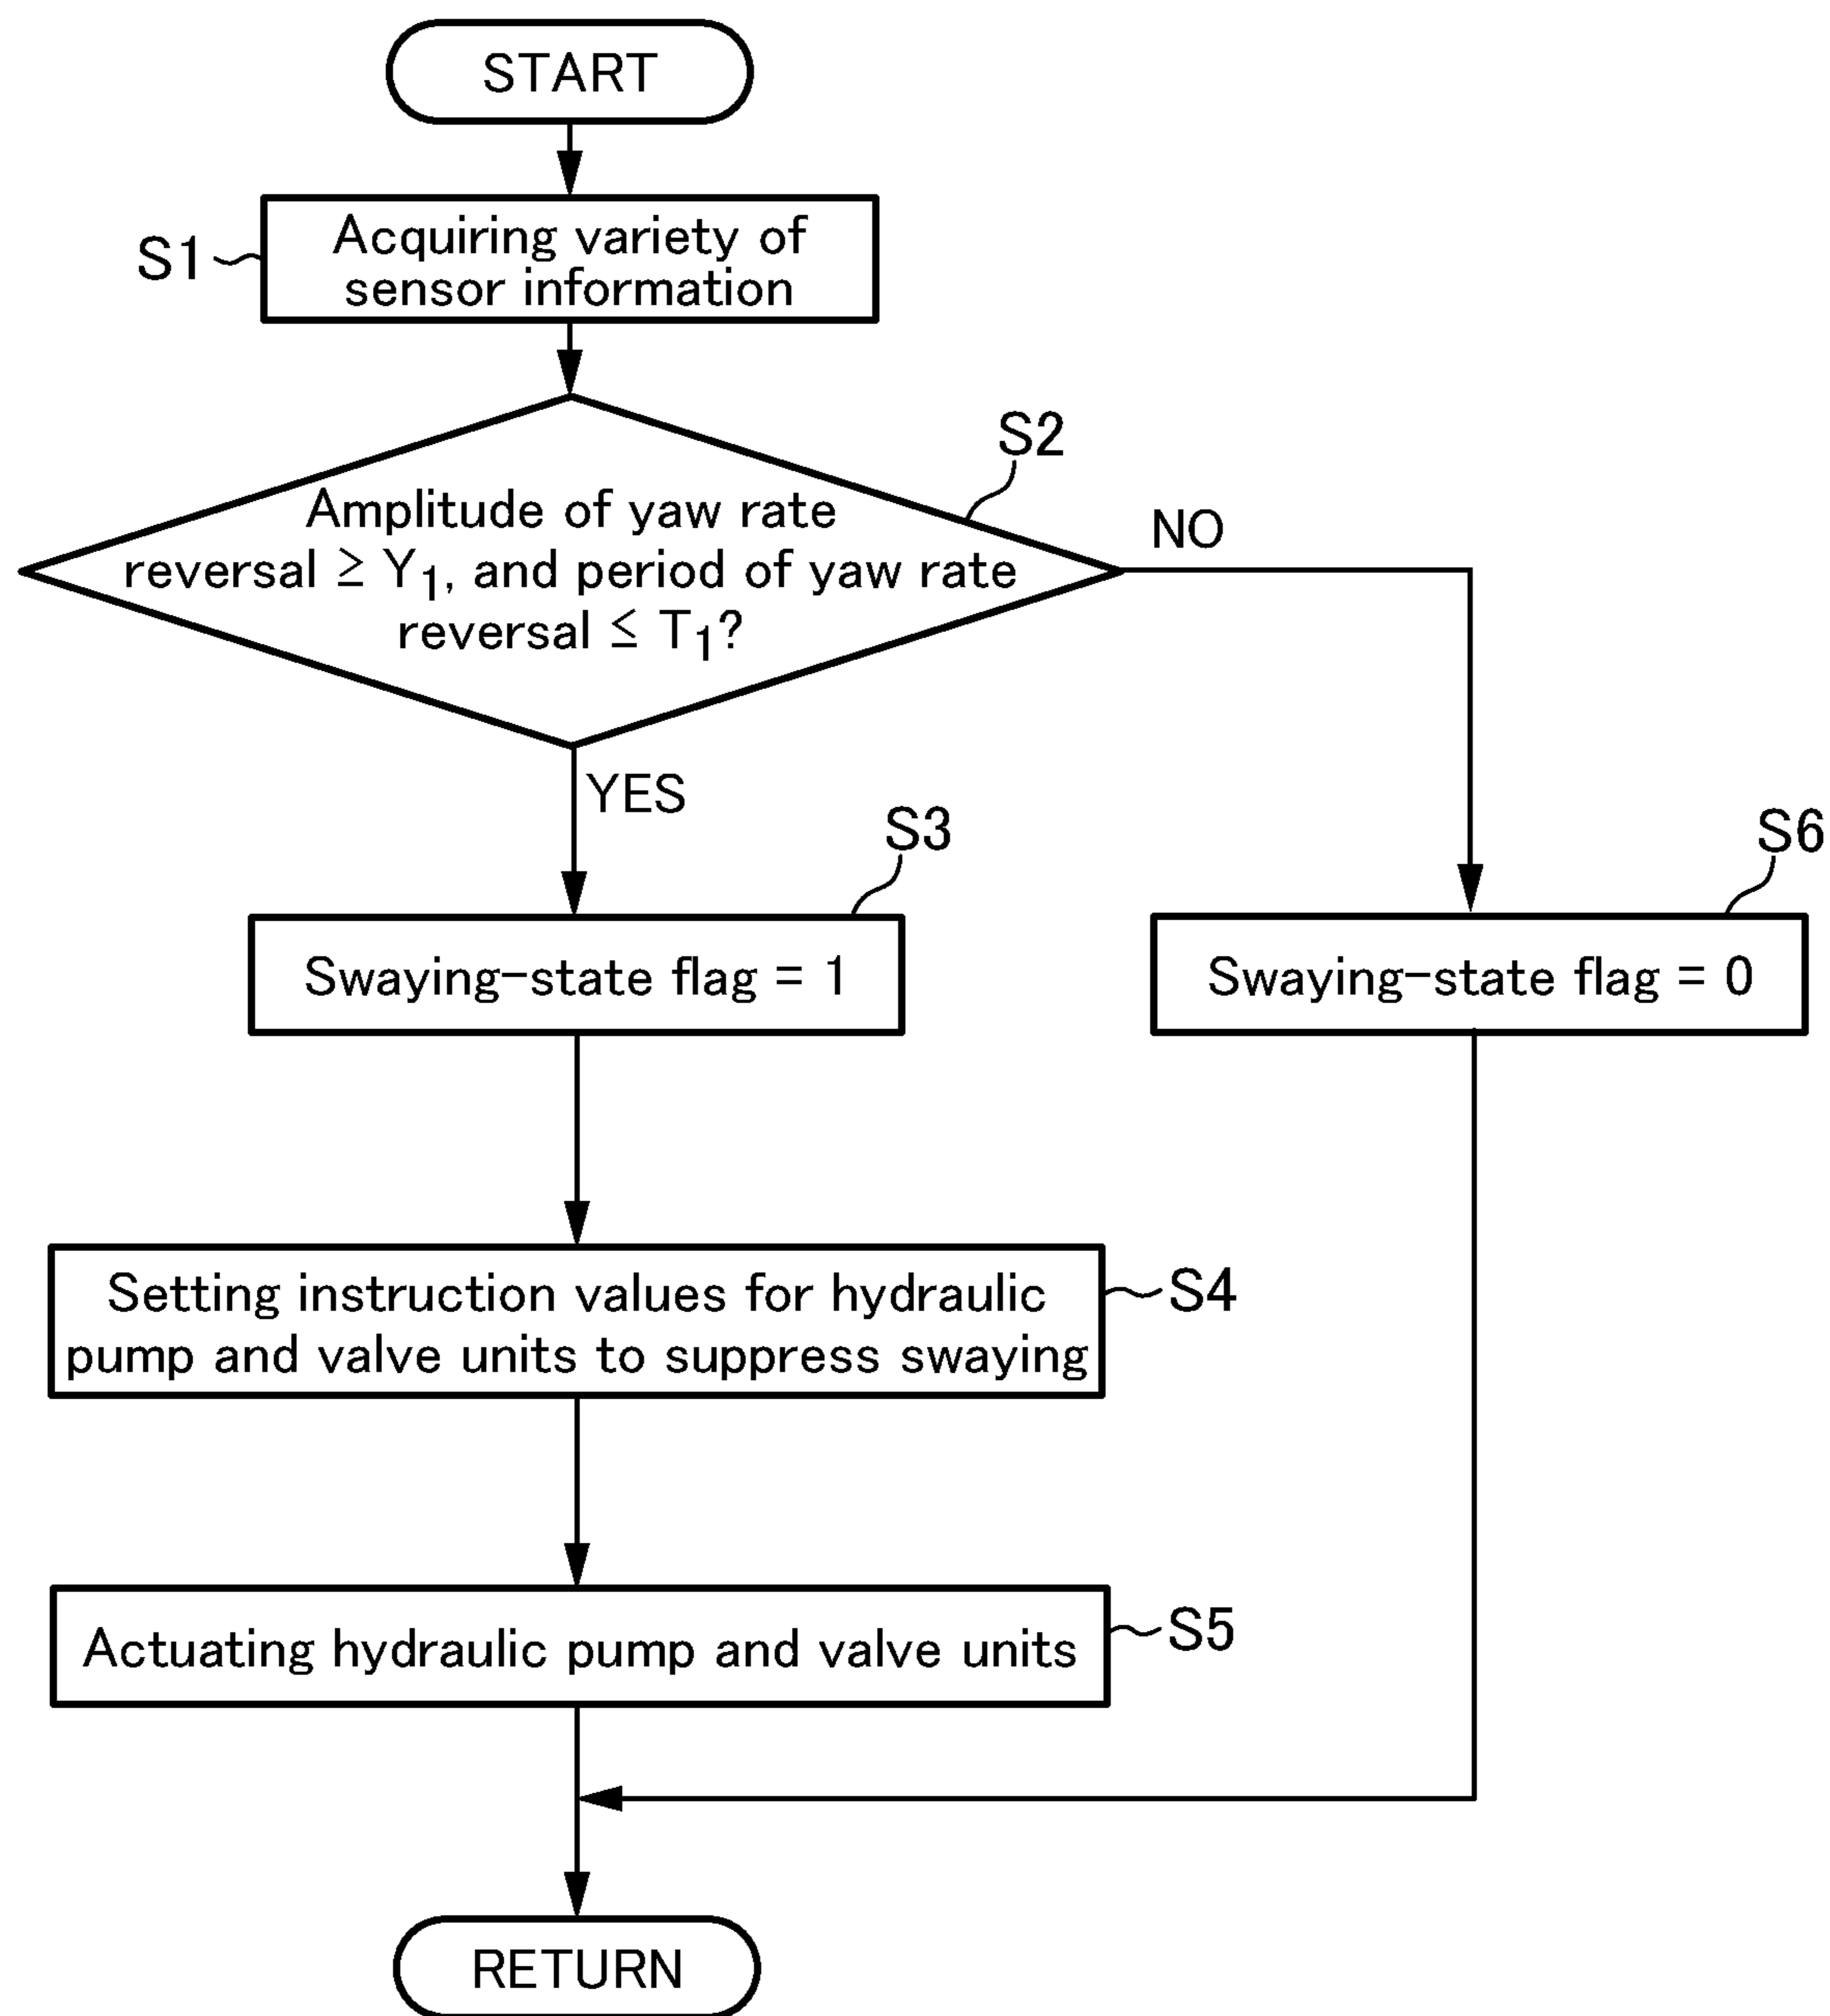 START
S1
Acquiring variety of
sensor information
S2
Amplitude of yaw rate
reversal ≥ Y₁, and period of yaw rate
reversal ≤ T₁?
NO
YES
S3
Swaying-state flag = 1
S6
Swaying-state flag = 0
Setting instruction values for hydraulic
pump and valve units to suppress swaying
S4
Actuating hydraulic pump and valve units
S5
RETURN